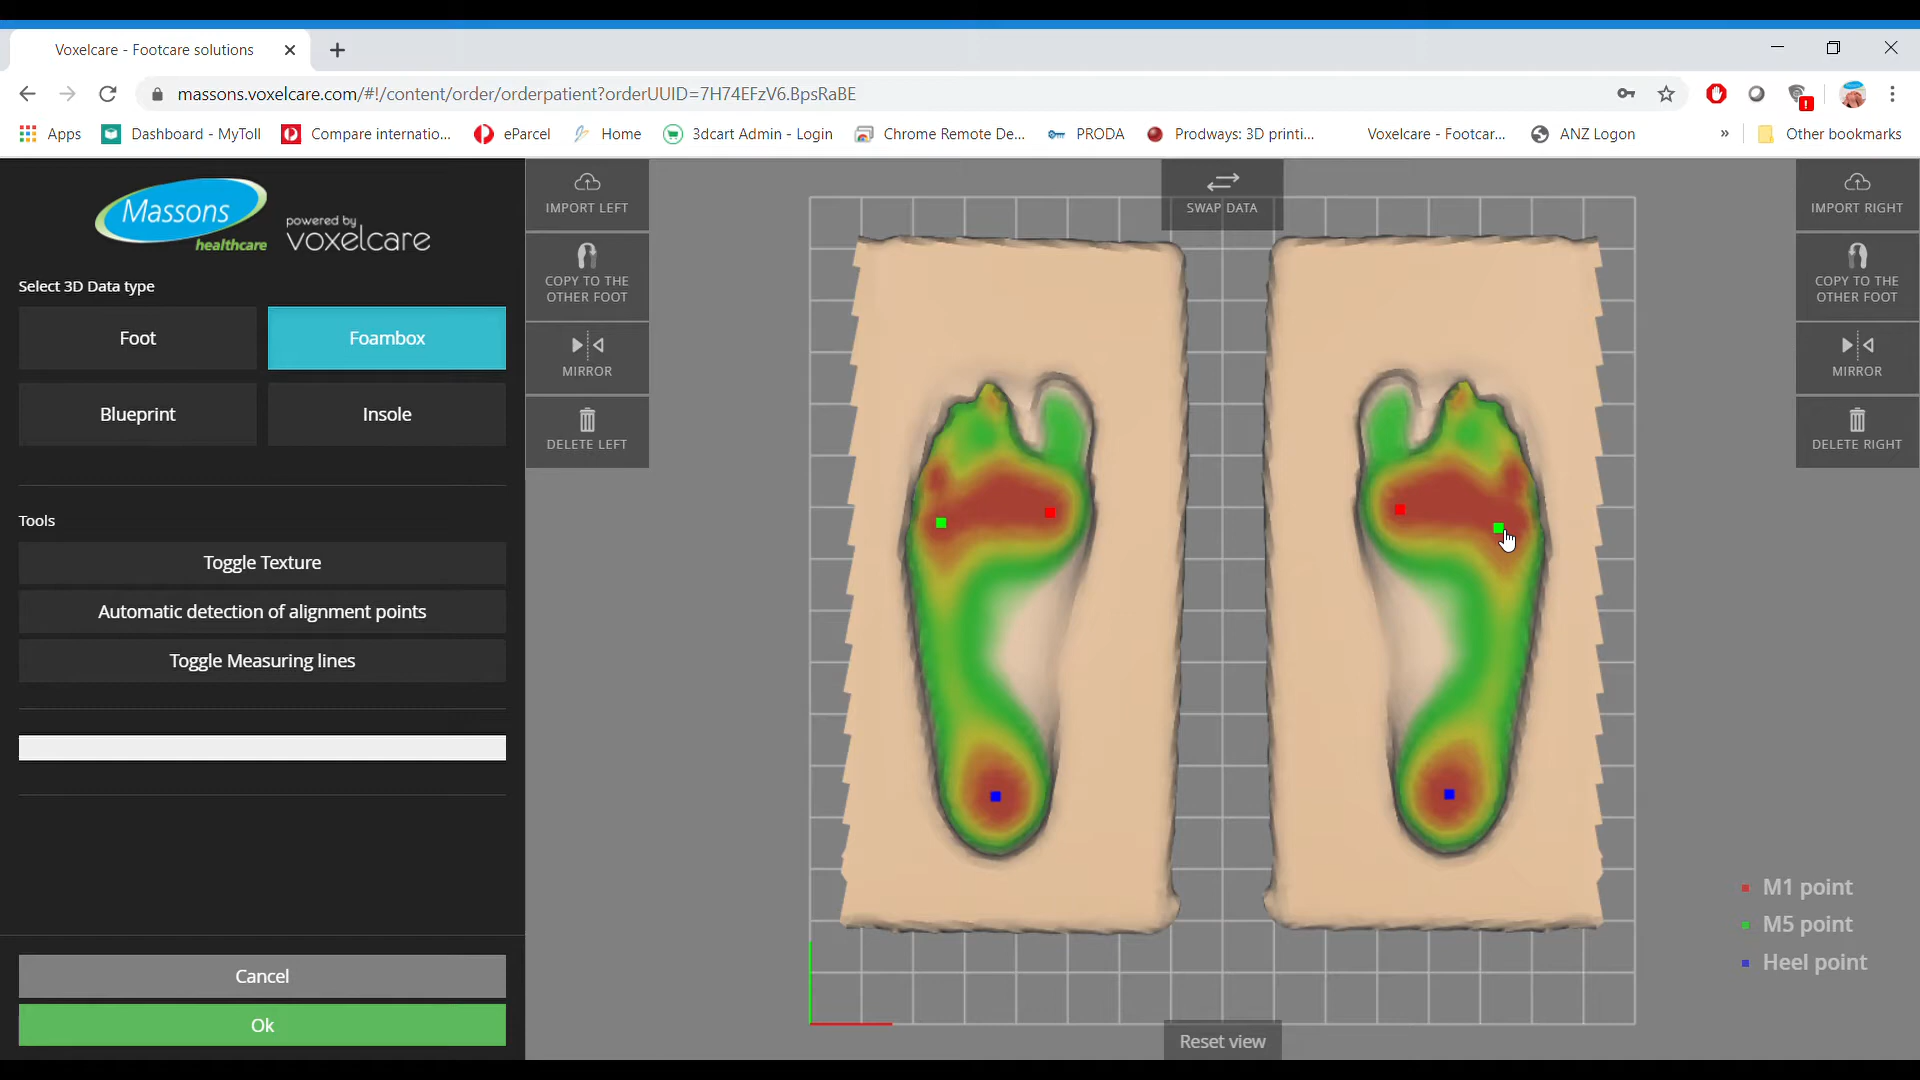 Voxelcare - Footcare solutions
massons.voxelcare.com/#!/content/order/orderpatient?orderUUID=7H74EFzV6.BpsRaBE
Apps
Dashboard - MyToll
Compare internatio...
eParcel
Home
3dcart Admin - Login
Chrome Remote De...
PRODA
Prodways: 3D printi...
Voxelcare - Footcar...
ANZ Logon
»
Other bookmarks
Massons
healthcare
powered by
voxelcare
Select 3D Data type
Foot
Foambox
Blueprint
Insole
Tools
Toggle Texture
Automatic detection of alignment points
Toggle Measuring lines
Cancel
Ok
IMPORT LEFT
COPY TO THE
OTHER FOOT
MIRROR
DELETE LEFT
SWAP DATA
IMPORT RIGHT
COPY TO THE
OTHER FOOT
MIRROR
DELETE RIGHT
M1 point
M5 point
Heel point
Reset view